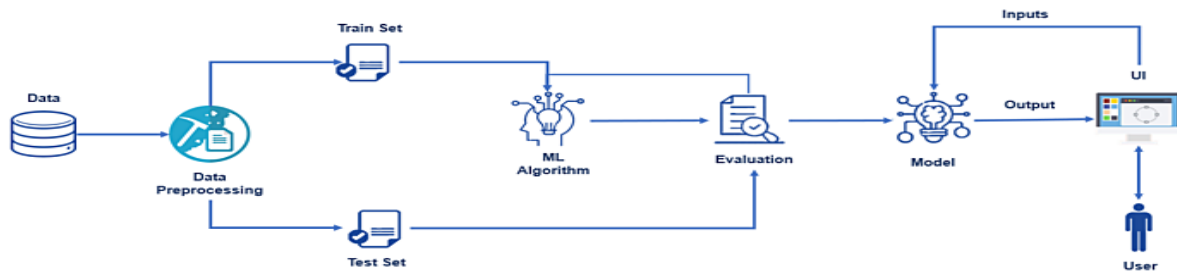 Inputs
Train Set
UI
Data
Output
ML
Algorithm
Evaluation
Model
Data
Preprocessing
Test Set
User